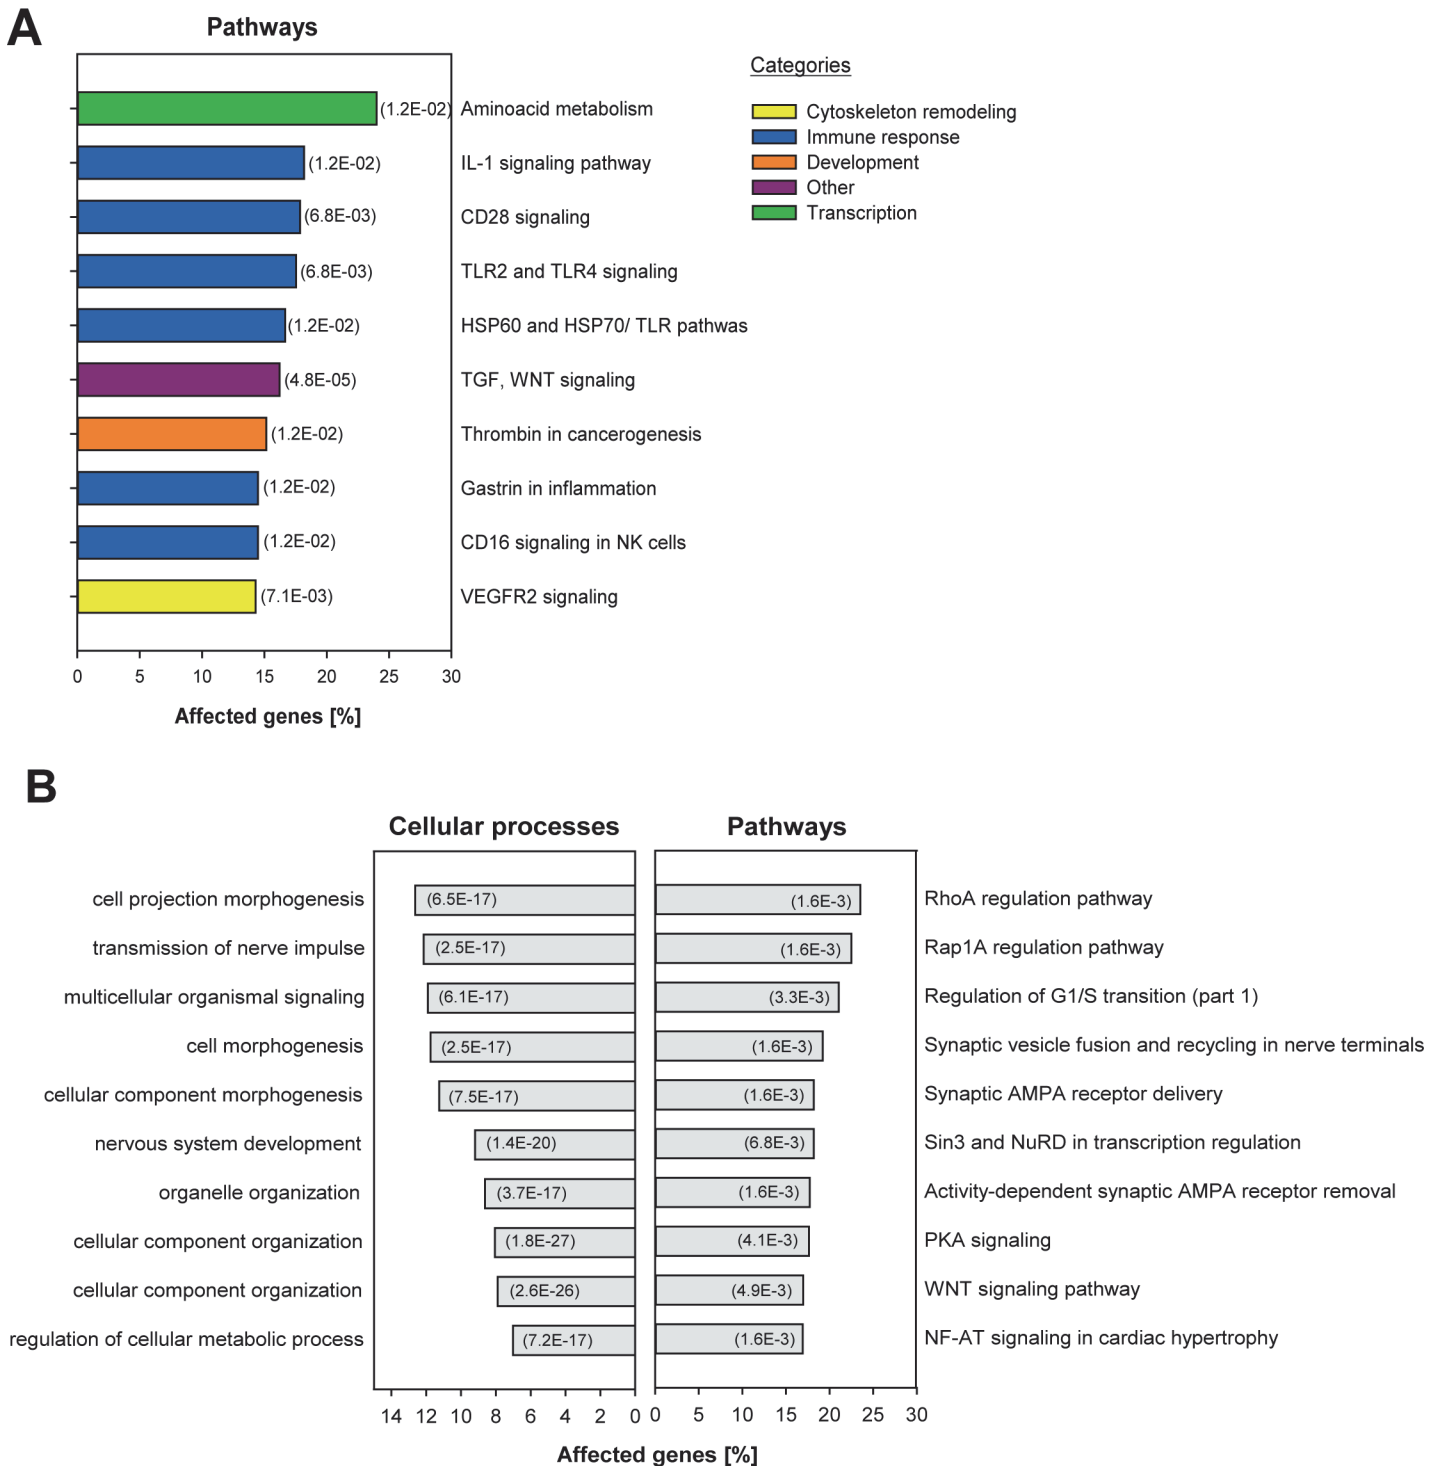 A
Pathways
Categories
Cytoskeleton remodeling
Immune response
Development
Other
Transcription
(1.2E-02) Aminoacid metabolism
(1.2E-02) IL-1 signaling pathway
(6.8E-03) CD28 signaling
(6.8E-03) TLR2 and TLR4 signaling
(1.2E-02) HSP60 and HSP70/ TLR pathwas
(4.8E-05) TGF, WNT signaling
(1.2E-02) Thrombin in cancerogenesis
(1.2E-02) Gastrin in inflammation
(1.2E-02) CD16 signaling in NK cells
(7.1E-03) VEGFR2 signaling
0 5 10 15 20 25 30
Affected genes [%]
B
Cellular processes Pathways
cell projection morphogenesis (6.5E-17) (1.6E-3) RhoA regulation pathway
transmission of nerve impulse (2.5E-17) (1.6E-3) Rap1A regulation pathway
multicellular organismal signaling (6.1E-17) (3.3E-3) Regulation of G1/S transition (part 1)
cell morphogenesis (2.5E-17) (1.6E-3) Synaptic vesicle fusion and recycling in nerve terminals
cellular component morphogenesis (7.5E-17) (1.6E-3) Synaptic AMPA receptor delivery
nervous system development (1.4E-20) (6.8E-3) Sin3 and NuRD in transcription regulation
organelle organization (3.7E-17) (1.6E-3) Activity-dependent synaptic AMPA receptor removal
cellular component organization (1.8E-27) (4.1E-3) PKA signaling
cellular component organization (2.6E-26) (4.9E-3) WNT signaling pathway
regulation of cellular metabolic process (7.2E-17) (1.6E-3) NF-AT signaling in cardiac hypertrophy
14 12 10 8 6 4 2 0 0 5 10 15 20 25 30
Affected genes [%]